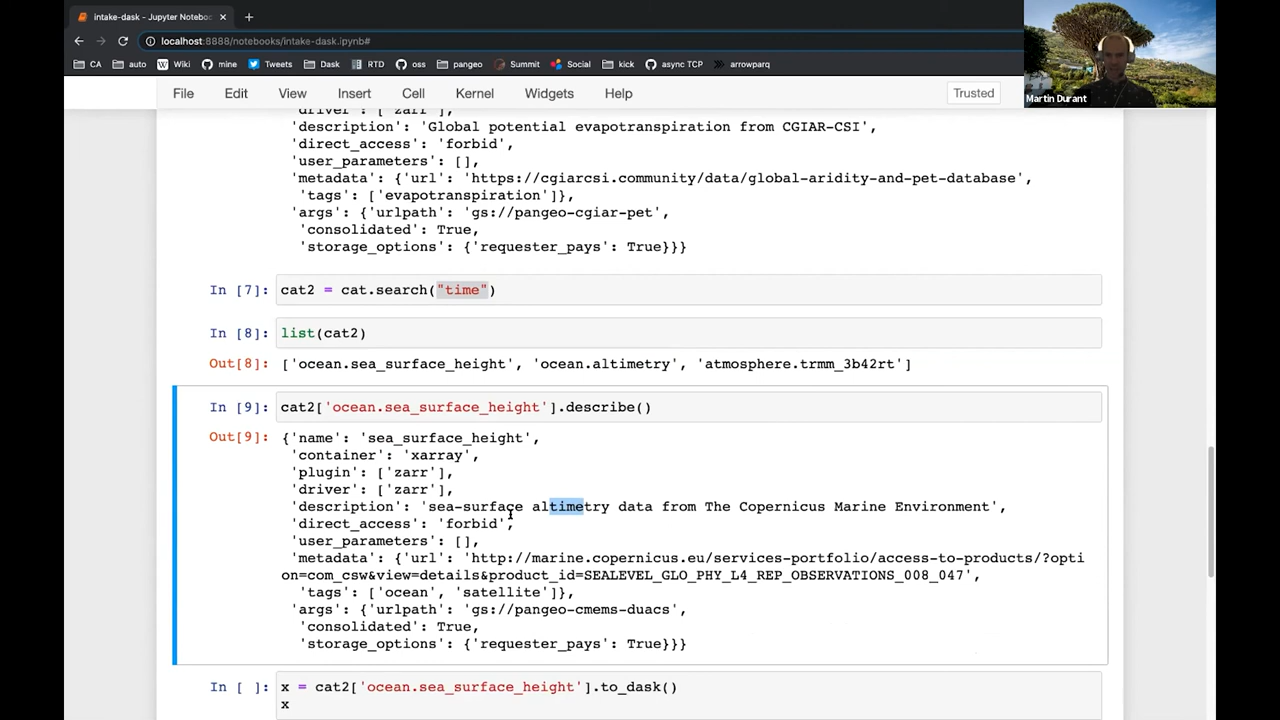 intake-dask - Jupyter Noteboo
localhost:8888/notebooks/intake-dask.ipynb#
CA auto Wiki mine Tweets Dask RTD oss pangeo Summit Social kick async TCP arrowparq
Martin Durant
File Edit View Insert Cell Kernel Widgets Help Trusted
'driver': ['zarr'],
'description': 'Global potential evapotranspiration from CGIAR-CSI',
'direct_access': 'forbid',
'user_parameters': [],
'metadata': {'url': 'https://cgiarcsi.community/data/global-aridity-and-pet-database',
'tags': ['evapotranspiration']},
'args': {'urlpath': 'gs://pangeo-cgiar-pet',
'consolidated': True,
'storage_options': {'requester_pays': True}}}
In [7]: cat2 = cat.search("time")
In [8]: list(cat2)
Out[8]: ['ocean.sea_surface_height', 'ocean.altimetry', 'atmosphere.trmm_3b42rt']
In [9]: cat2['ocean.sea_surface_height'].describe()
Out[9]: {'name': 'sea_surface_height',
'container': 'xarray',
'plugin': ['zarr'],
'driver': ['zarr'],
'description': 'sea-surface altimetry data from The Copernicus Marine Environment',
'direct_access': 'forbid',
'user_parameters': [],
'metadata': {'url': 'http://marine.copernicus.eu/services-portfolio/access-to-products/?opti
on=com_csw&view=details&product_id=SEALEVEL_GLO_PHY_L4_REP_OBSERVATIONS_008_047',
'tags': ['ocean', 'satellite']},
'args': {'urlpath': 'gs://pangeo-cmems-duacs',
'consolidated': True,
'storage_options': {'requester_pays': True}}}
In [ ]: x = cat2['ocean.sea_surface_height'].to_dask()
x